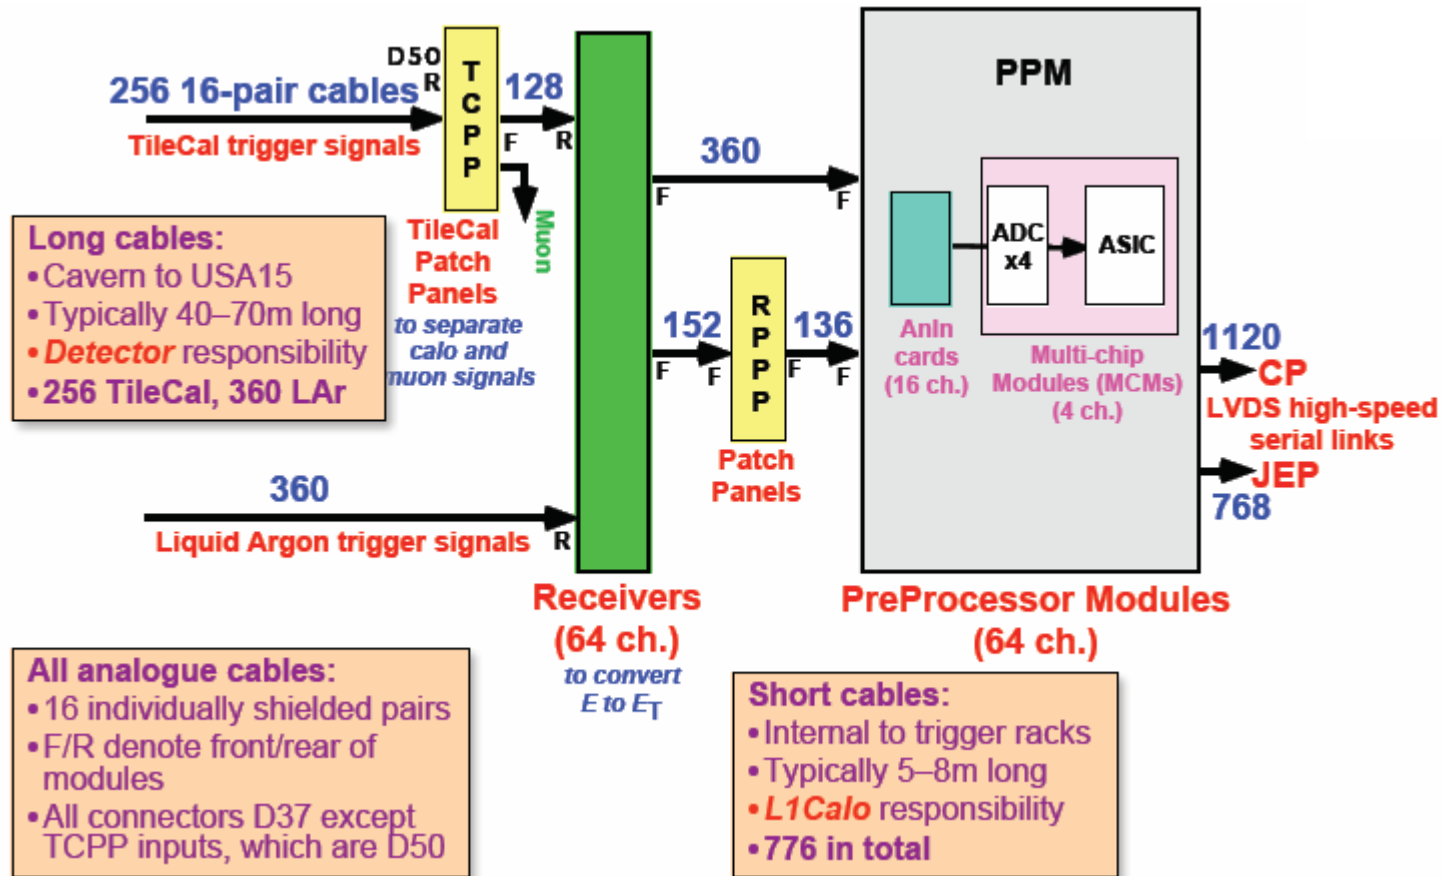 D50
R
256 16-pair cables
TileCal trigger signals
T
C
P
P
128
F
R
Muon
TileCal
Patch
Panels
to separate
calo and
muon signals
Long cables:
•Cavern to USA15
•Typically 40–70m long
•Detector responsibility
•256 TileCal, 360 LAr
360
Liquid Argon trigger signals
R
Receivers
(64 ch.)
to convert
E to ET
360
F
F
152
F
F
R
P
P
P
136
F
F
Patch
Panels
PPM
ADC
x4
ASIC
AnIn
cards
(16 ch.)
Multi-chip
Modules (MCMs)
(4 ch.)
PreProcessor Modules
(64 ch.)
1120
CP
LVDS high-speed
serial links
JEP
768
All analogue cables:
•16 individually shielded pairs
•F/R denote front/rear of
modules
•All connectors D37 except
TCPP inputs, which are D50
Short cables:
•Internal to trigger racks
•Typically 5–8m long
•L1Calo responsibility
•776 in total